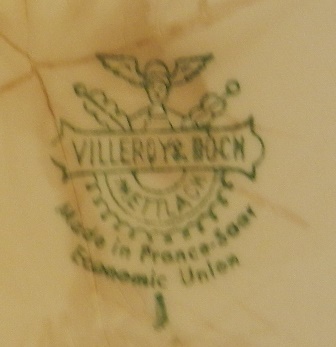 VILLEROY & BOCH
METTLACH
Made in France-Saar
Economic Union